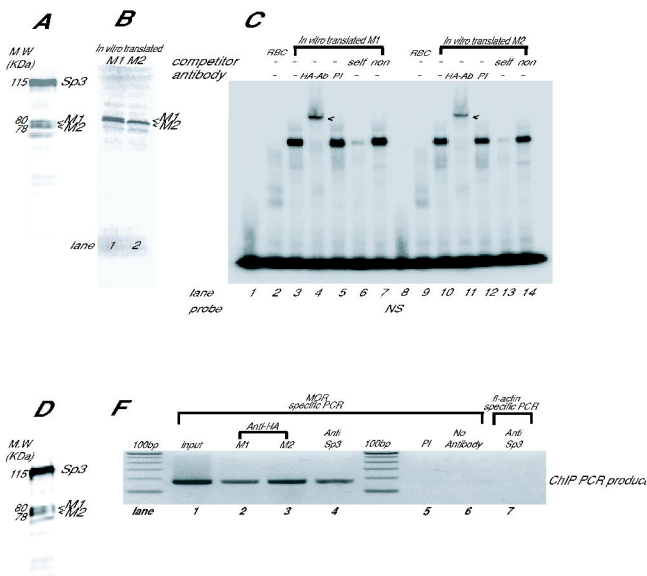 A
M.W
(KDa)
115
Sp3
80
78
M1
M2
B
In vitro translated
M1 M2
M1
M2
lane 1 2
C
RBC In vitro translated M1 RBC In vitro translated M2
competitor - - - - self non - - - - self non
antibody - - HA-Ab PI - - HA-Ab PI
lane 1 2 3 4 5 6 7 8 9 10 11 12 13 14
probe NS
D
M.W
(KDa)
115
Sp3
80
78
M1
M2
F
MOR
specific PCR
fl-actin
specific PCR
Anti-HA
100bp input M1 M2 Anti
Sp3 100bp PI No
Antibody Anti
Sp3
ChIP PCR produc
lane 1 2 3 4 5 6 7